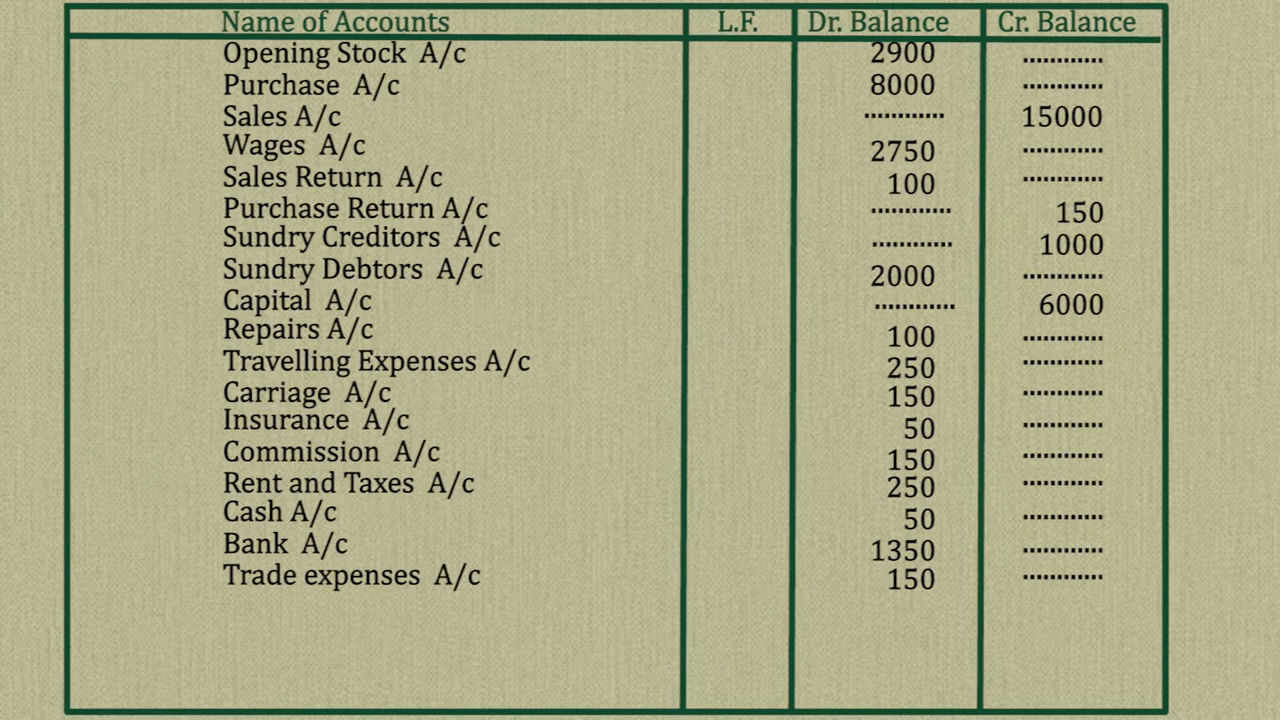 Name of Accounts L.F. Dr. Balance Cr. Balance
Opening Stock A/c 2900 ............
Purchase A/c 8000 ............
Sales A/c ............ 15000
Wages A/c 2750 ............
Sales Return A/c 100 ............
Purchase Return A/c ............ 150
Sundry Creditors A/c ............ 1000
Sundry Debtors A/c 2000 ............
Capital A/c ............ 6000
Repairs A/c 100 ............
Travelling Expenses A/c 250 ............
Carriage A/c 150 ............
Insurance A/c 50 ............
Commission A/c 150 ............
Rent and Taxes A/c 250 ............
Cash A/c 50 ............
Bank A/c 1350 ............
Trade expenses A/c 150 ............